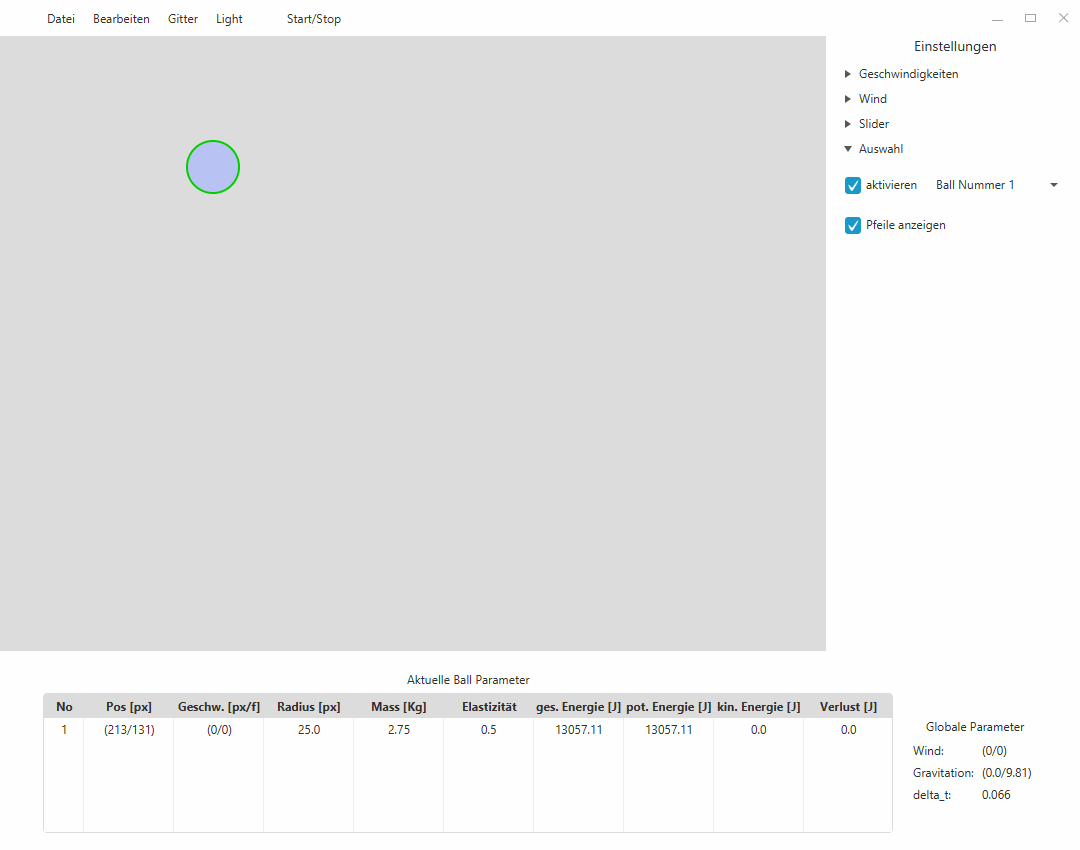 Datei Bearbeiten Gitter Light Start/Stop
Einstellungen
Geschwindigkeiten
Wind
Slider
Auswahl
aktivieren Ball Nummer 1
Pfeile anzeigen
Aktuelle Ball Parameter
No Pos [px] Geschw. [px/f] Radius [px] Mass [Kg] Elastizität ges. Energie [J] pot. Energie [J] kin. Energie [J] Verlust [J]
1 (213/131) (0/0) 25.0 2.75 0.5 13057.11 13057.11 0.0 0.0
Globale Parameter
Wind: (0/0)
Gravitation: (0.0/9.81)
delta_t: 0.066